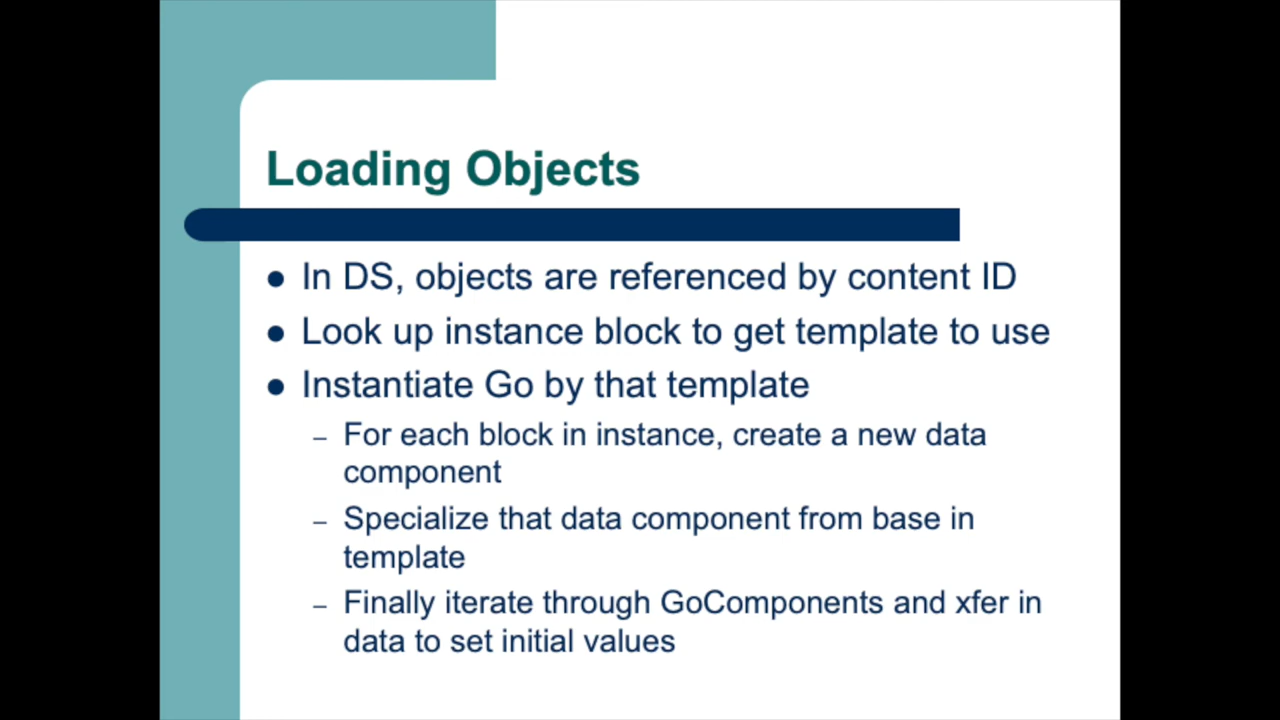 Loading Objects
● In DS, objects are referenced by content ID
● Look up instance block to get template to use
● Instantiate Go by that template
– For each block in instance, create a new data
component
– Specialize that data component from base in
template
– Finally iterate through GoComponents and xfer in
data to set initial values